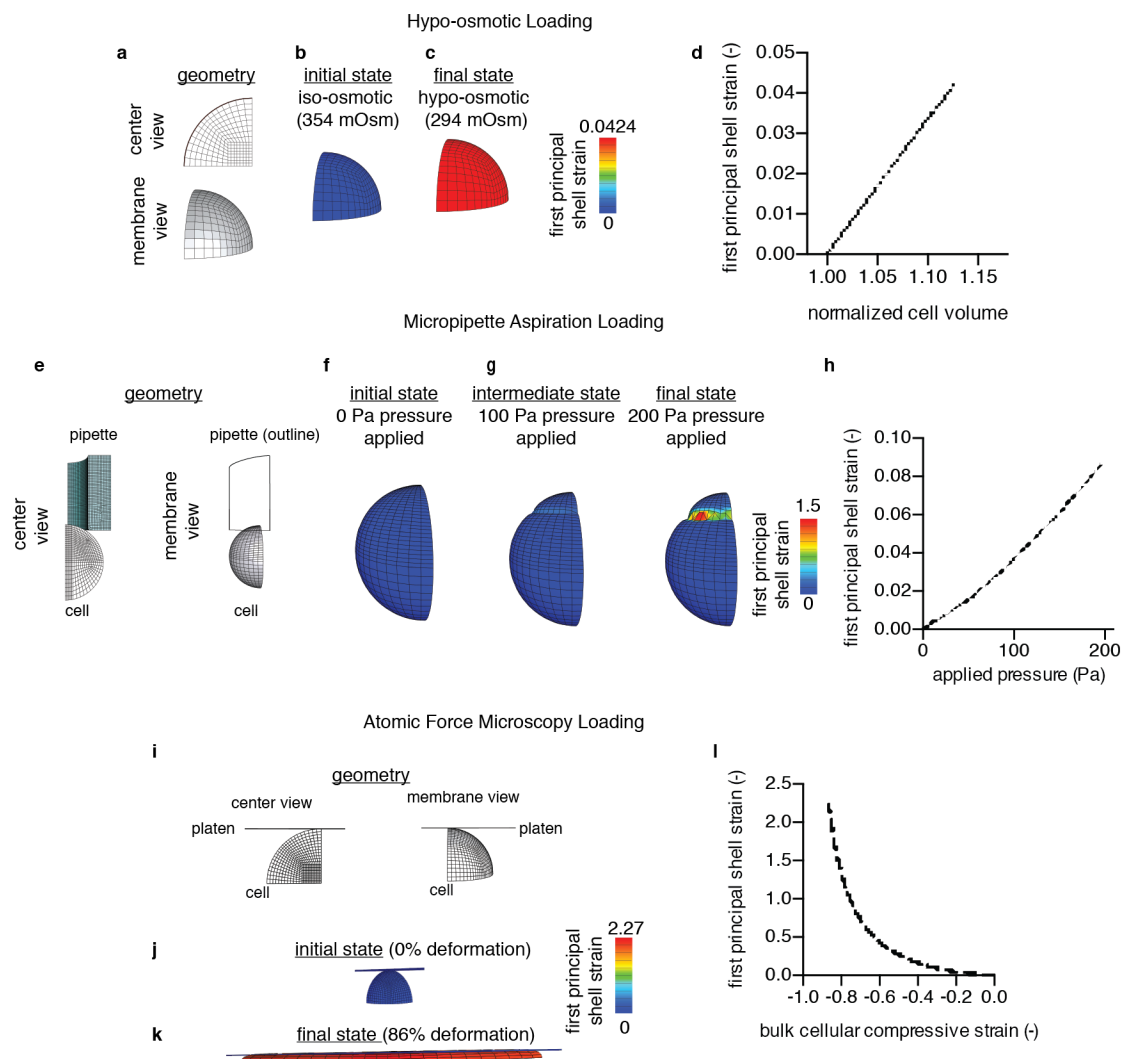 Hypo-osmotic Loading
a
geometry
center
view
membrane
view
b
initial state
iso-osmotic
(354 mOsm)
c
final state
hypo-osmotic
(294 mOsm)
first principal
shell strain
0.0424
0
d
first principal shell strain (-)
0.05
0.04
0.03
0.02
0.01
0.00
1.00 1.05 1.10 1.15
normalized cell volume
Micropipette Aspiration Loading
e
geometry
pipette
center
view
cell
pipette (outline)
membrane
view
cell
f
initial state
0 Pa pressure
applied
g
intermediate state
100 Pa pressure
applied
final state
200 Pa pressure
applied
first principal
shell strain
1.5
0
h
first principal shell strain (-)
0.10
0.08
0.06
0.04
0.02
0.00
0 100 200
applied pressure (Pa)
Atomic Force Microscopy Loading
i
geometry
center view
platen
cell
membrane view
platen
cell
j
initial state (0% deformation)
k
final state (86% deformation)
first principal
shell strain
2.27
0
l
first principal shell strain (-)
2.5
2.0
1.5
1.0
0.5
0.0
-1.0 -0.8 -0.6 -0.4 -0.2 0.0
bulk cellular compressive strain (-)